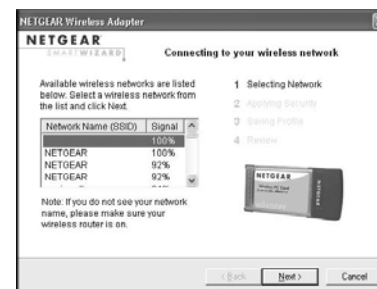 NETGEAR Wireless Adapter
NETGEAR
SMARTWIZARD
Connecting to your wireless network
Available wireless networks are listed
below. Select a wireless network from
the list and click Next.
Network Name (SSID) Signal
100%
NETGEAR 100%
NETGEAR 92%
NETGEAR 92%
Note: If you do not see your network
name, please make sure your
wireless router is on.
1 Selecting Network
2 Applying Security
3 Saving Profile
4 Review
NETGEAR
< Back Next > Cancel